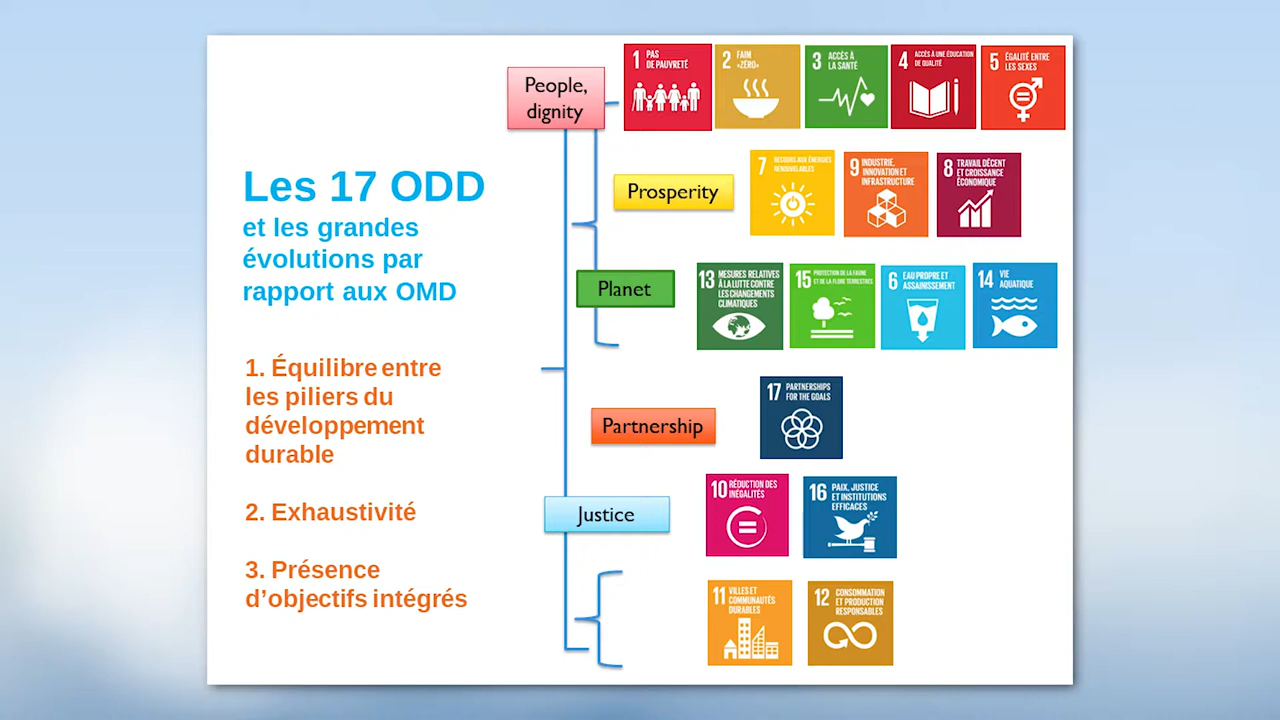 Les 17 ODD
et les grandes
évolutions par
rapport aux OMD
1. Équilibre entre
les piliers du
développement
durable
2. Exhaustivité
3. Présence
d'objectifs intégrés
People,
dignity
1 PAS
DE PAUVRETÉ
2 FAIM
«ZÉRO»
3 ACCÈS À
LA SANTÉ
4 ACCÈS À UNE ÉDUCATION
DE QUALITÉ
5 ÉGALITÉ ENTRE
LES SEXES
Prosperity
7 RECOURS AUX ÉNERGIES
RENOUVELABLES
9 INDUSTRIE,
INNOVATION ET
INFRASTRUCTURE
8 TRAVAIL DÉCENT
ET CROISSANCE
ÉCONOMIQUE
Planet
13 MESURES RELATIVES
À LA LUTTE CONTRE
LES CHANGEMENTS
CLIMATIQUES
15 PROTECTION DE LA FAUNE
ET DE LA FLORE TERRESTRES
6 EAU PROPRE ET
ASSAINISSEMENT
14 VIE
AQUATIQUE
Partnership
17 PARTNERSHIPS
FOR THE GOALS
Justice
10 RÉDUCTION DES
INÉGALITÉS
16 PAIX, JUSTICE
ET INSTITUTIONS
EFFICACES
11 VILLES ET
COMMUNAUTÉS
DURABLES
12 CONSOMMATION
ET PRODUCTION
RESPONSABLES